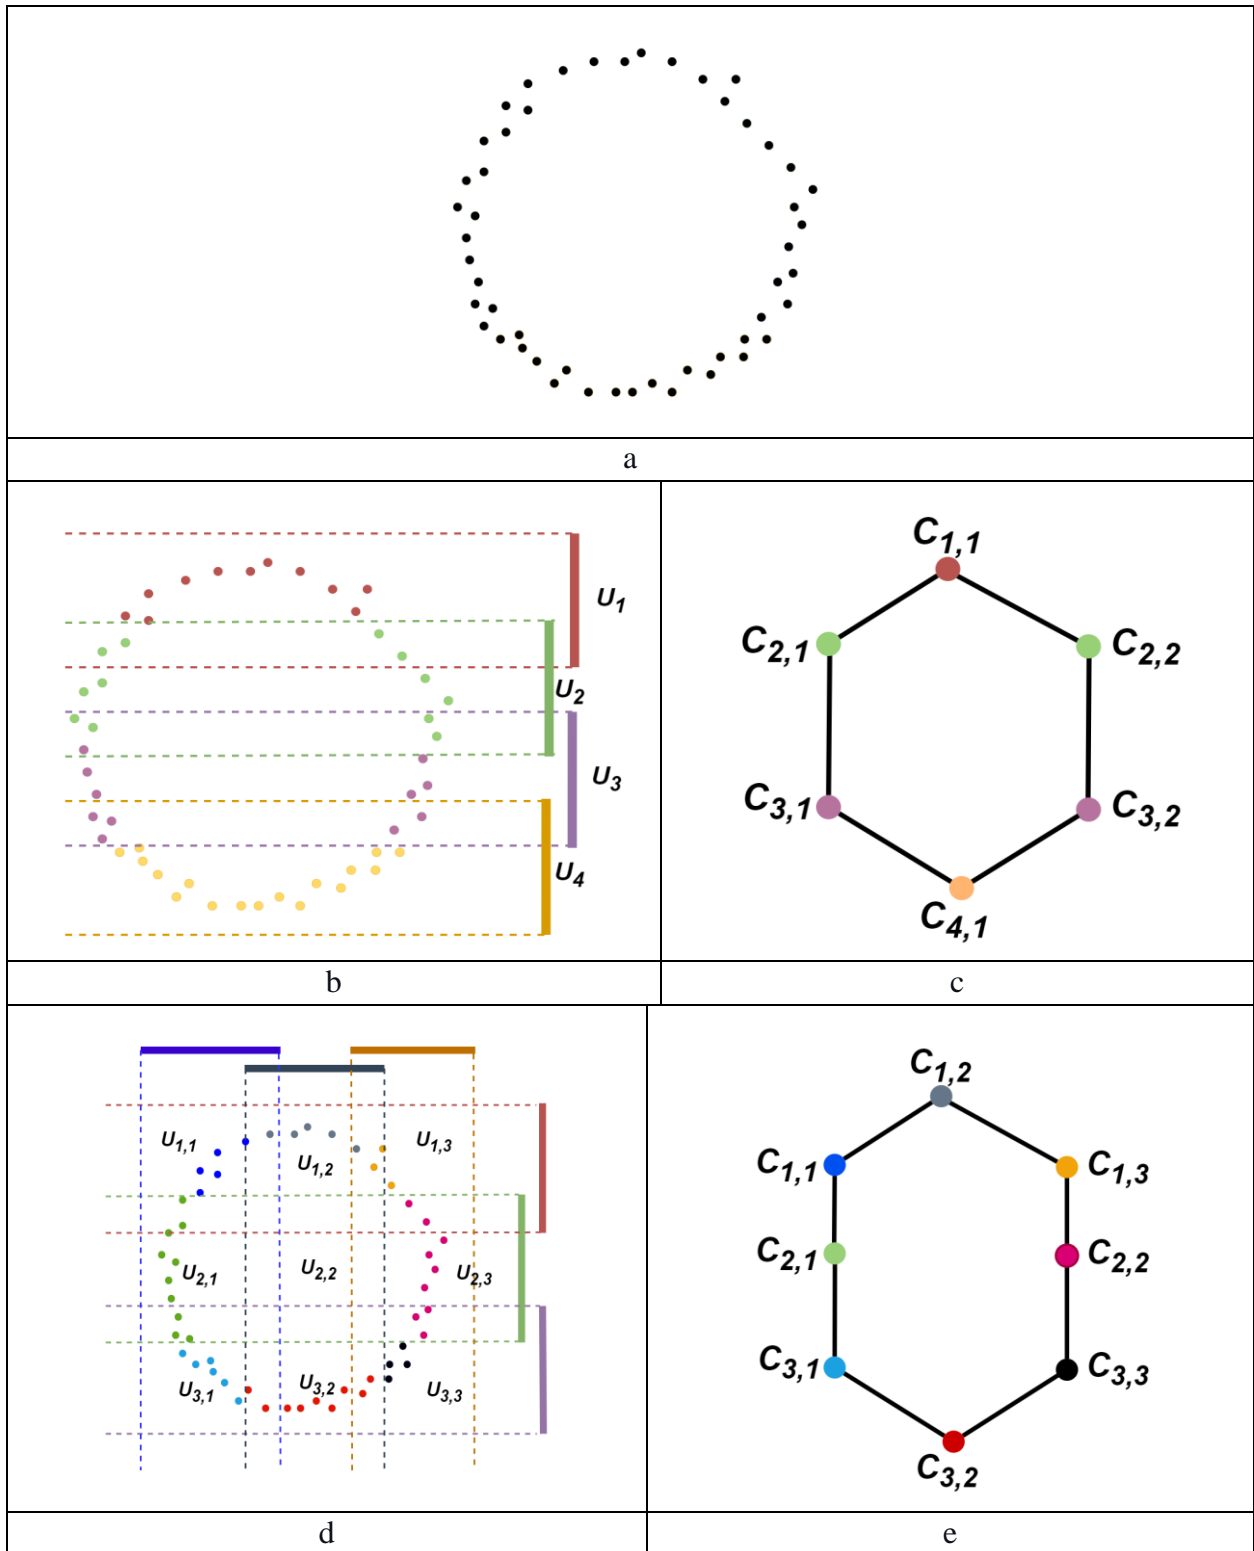 a
U1
U2
U3
U4
b
C1,1
C2,1
C2,2
C3,1
C3,2
C4,1
c
U1,1
U1,2
U1,3
U2,1
U2,2
U2,3
U3,1
U3,2
U3,3
d
C1,2
C1,1
C1,3
C2,1
C2,2
C3,1
C3,3
C3,2
e